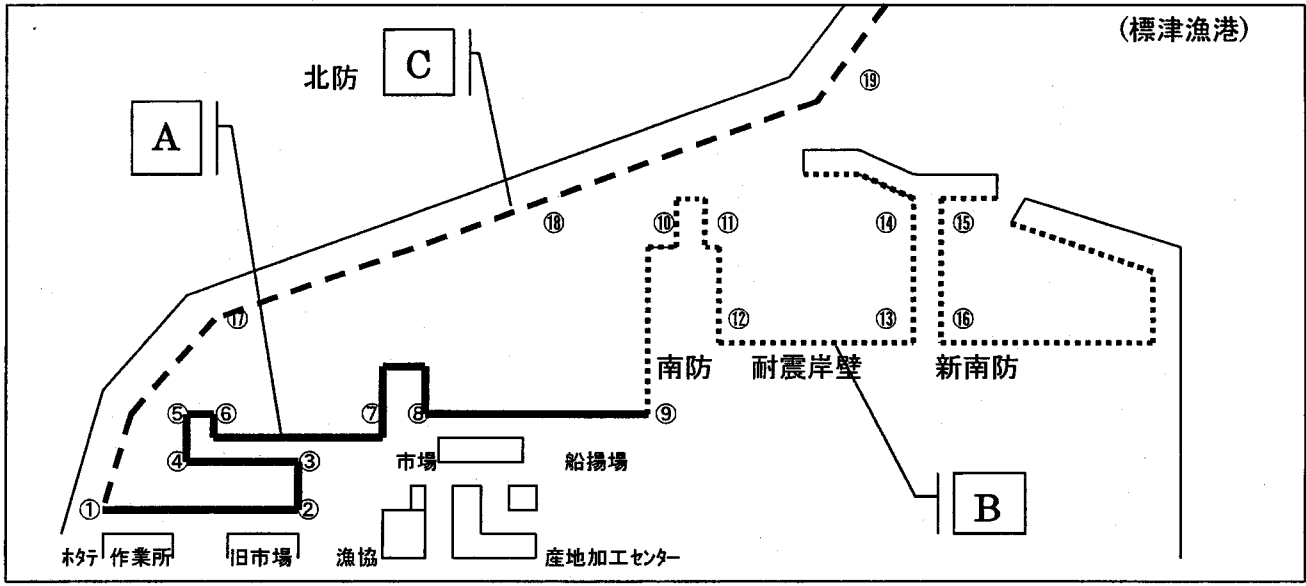 (標津漁港)
C
北防
⑲
A
⑱
⑩
⑪
⑭
⑮
⑰
⑫
⑬
⑯
南防
耐震岸壁
新南防
⑤
⑥
⑦
⑧
⑨
④
③
市場
船揚場
①
②
B
ホタテ 作業所
旧市場
漁協
産地加工センター